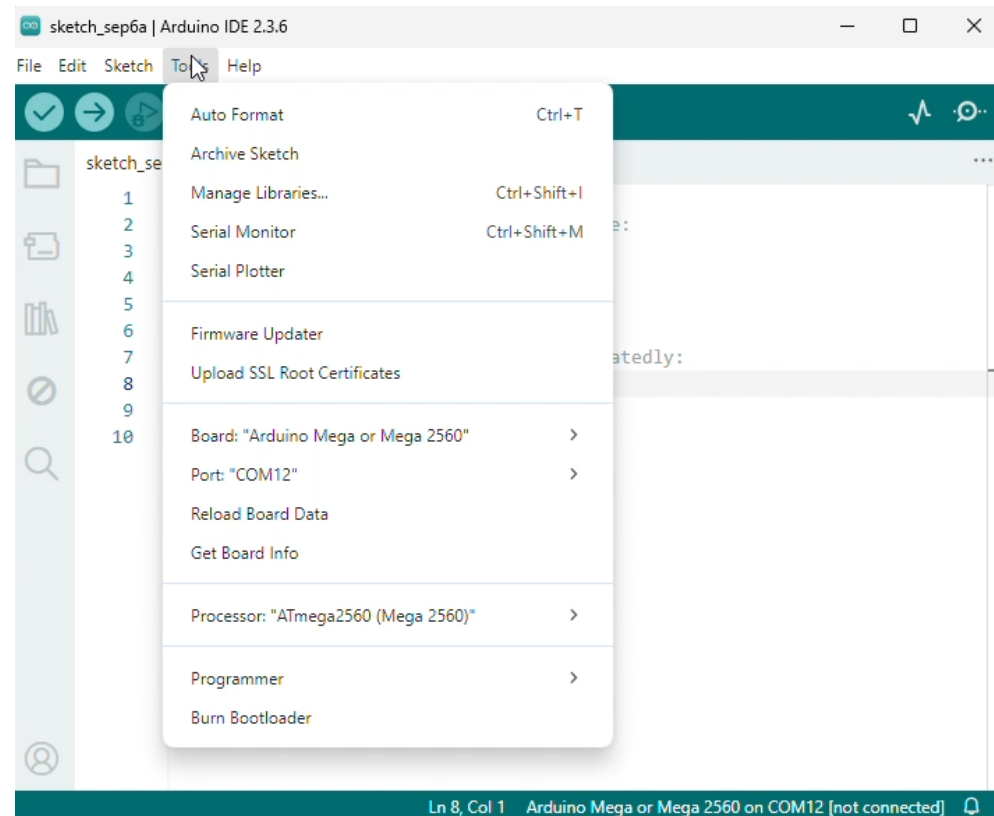 sketch_sep6a | Arduino IDE 2.3.6
File Edit Sketch Tools Help
Auto Format Ctrl+T
Archive Sketch
Manage Libraries... Ctrl+Shift+I
Serial Monitor Ctrl+Shift+M
Serial Plotter
Firmware Updater
Upload SSL Root Certificates
Board: "Arduino Mega or Mega 2560"
Port: "COM12"
Reload Board Data
Get Board Info
Processor: "ATmega2560 (Mega 2560)"
Programmer
Burn Bootloader
sketch_se
1
2 e:
3
4
5
6
7 atedly:
8
9
10
Ln 8, Col 1 Arduino Mega or Mega 2560 on COM12 [not connected]